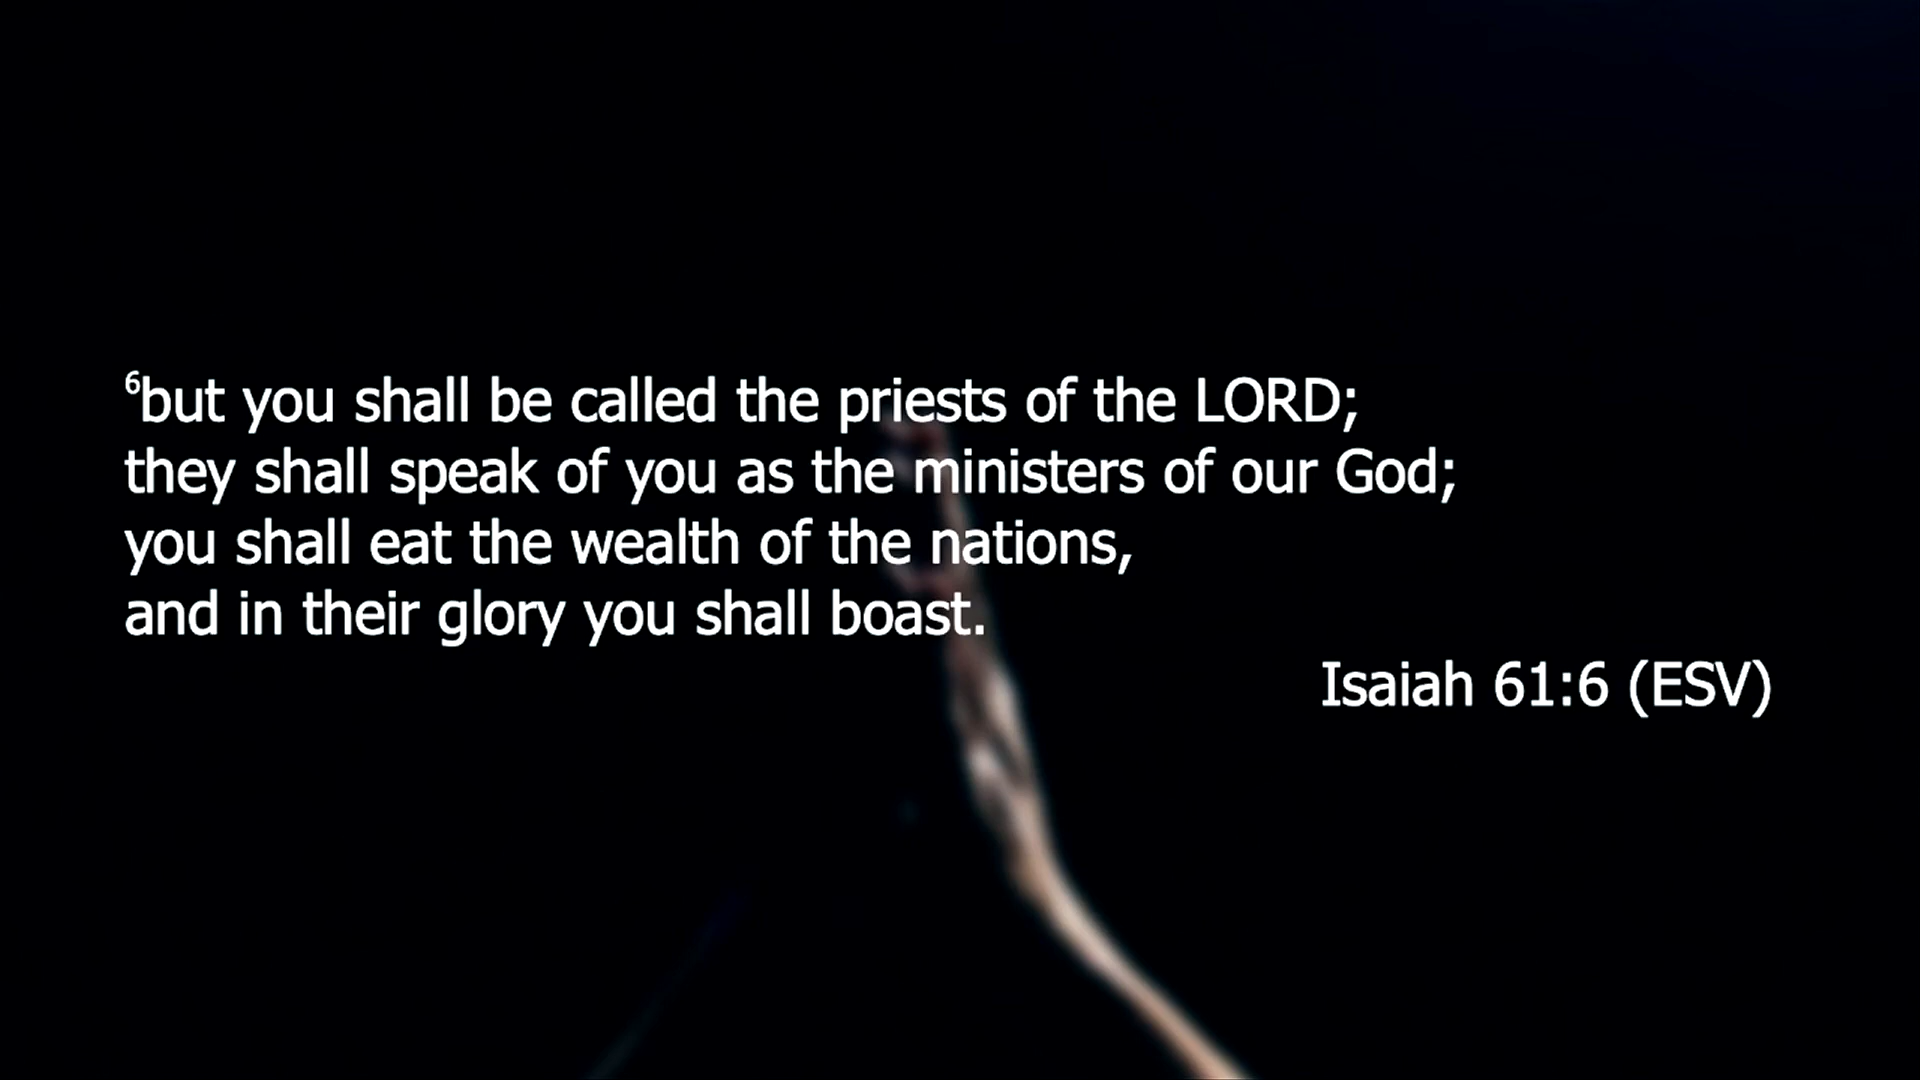 ⁶but you shall be called the priests of the LORD;
they shall speak of you as the ministers of our God;
you shall eat the wealth of the nations,
and in their glory you shall boast.
Isaiah 61:6 (ESV)